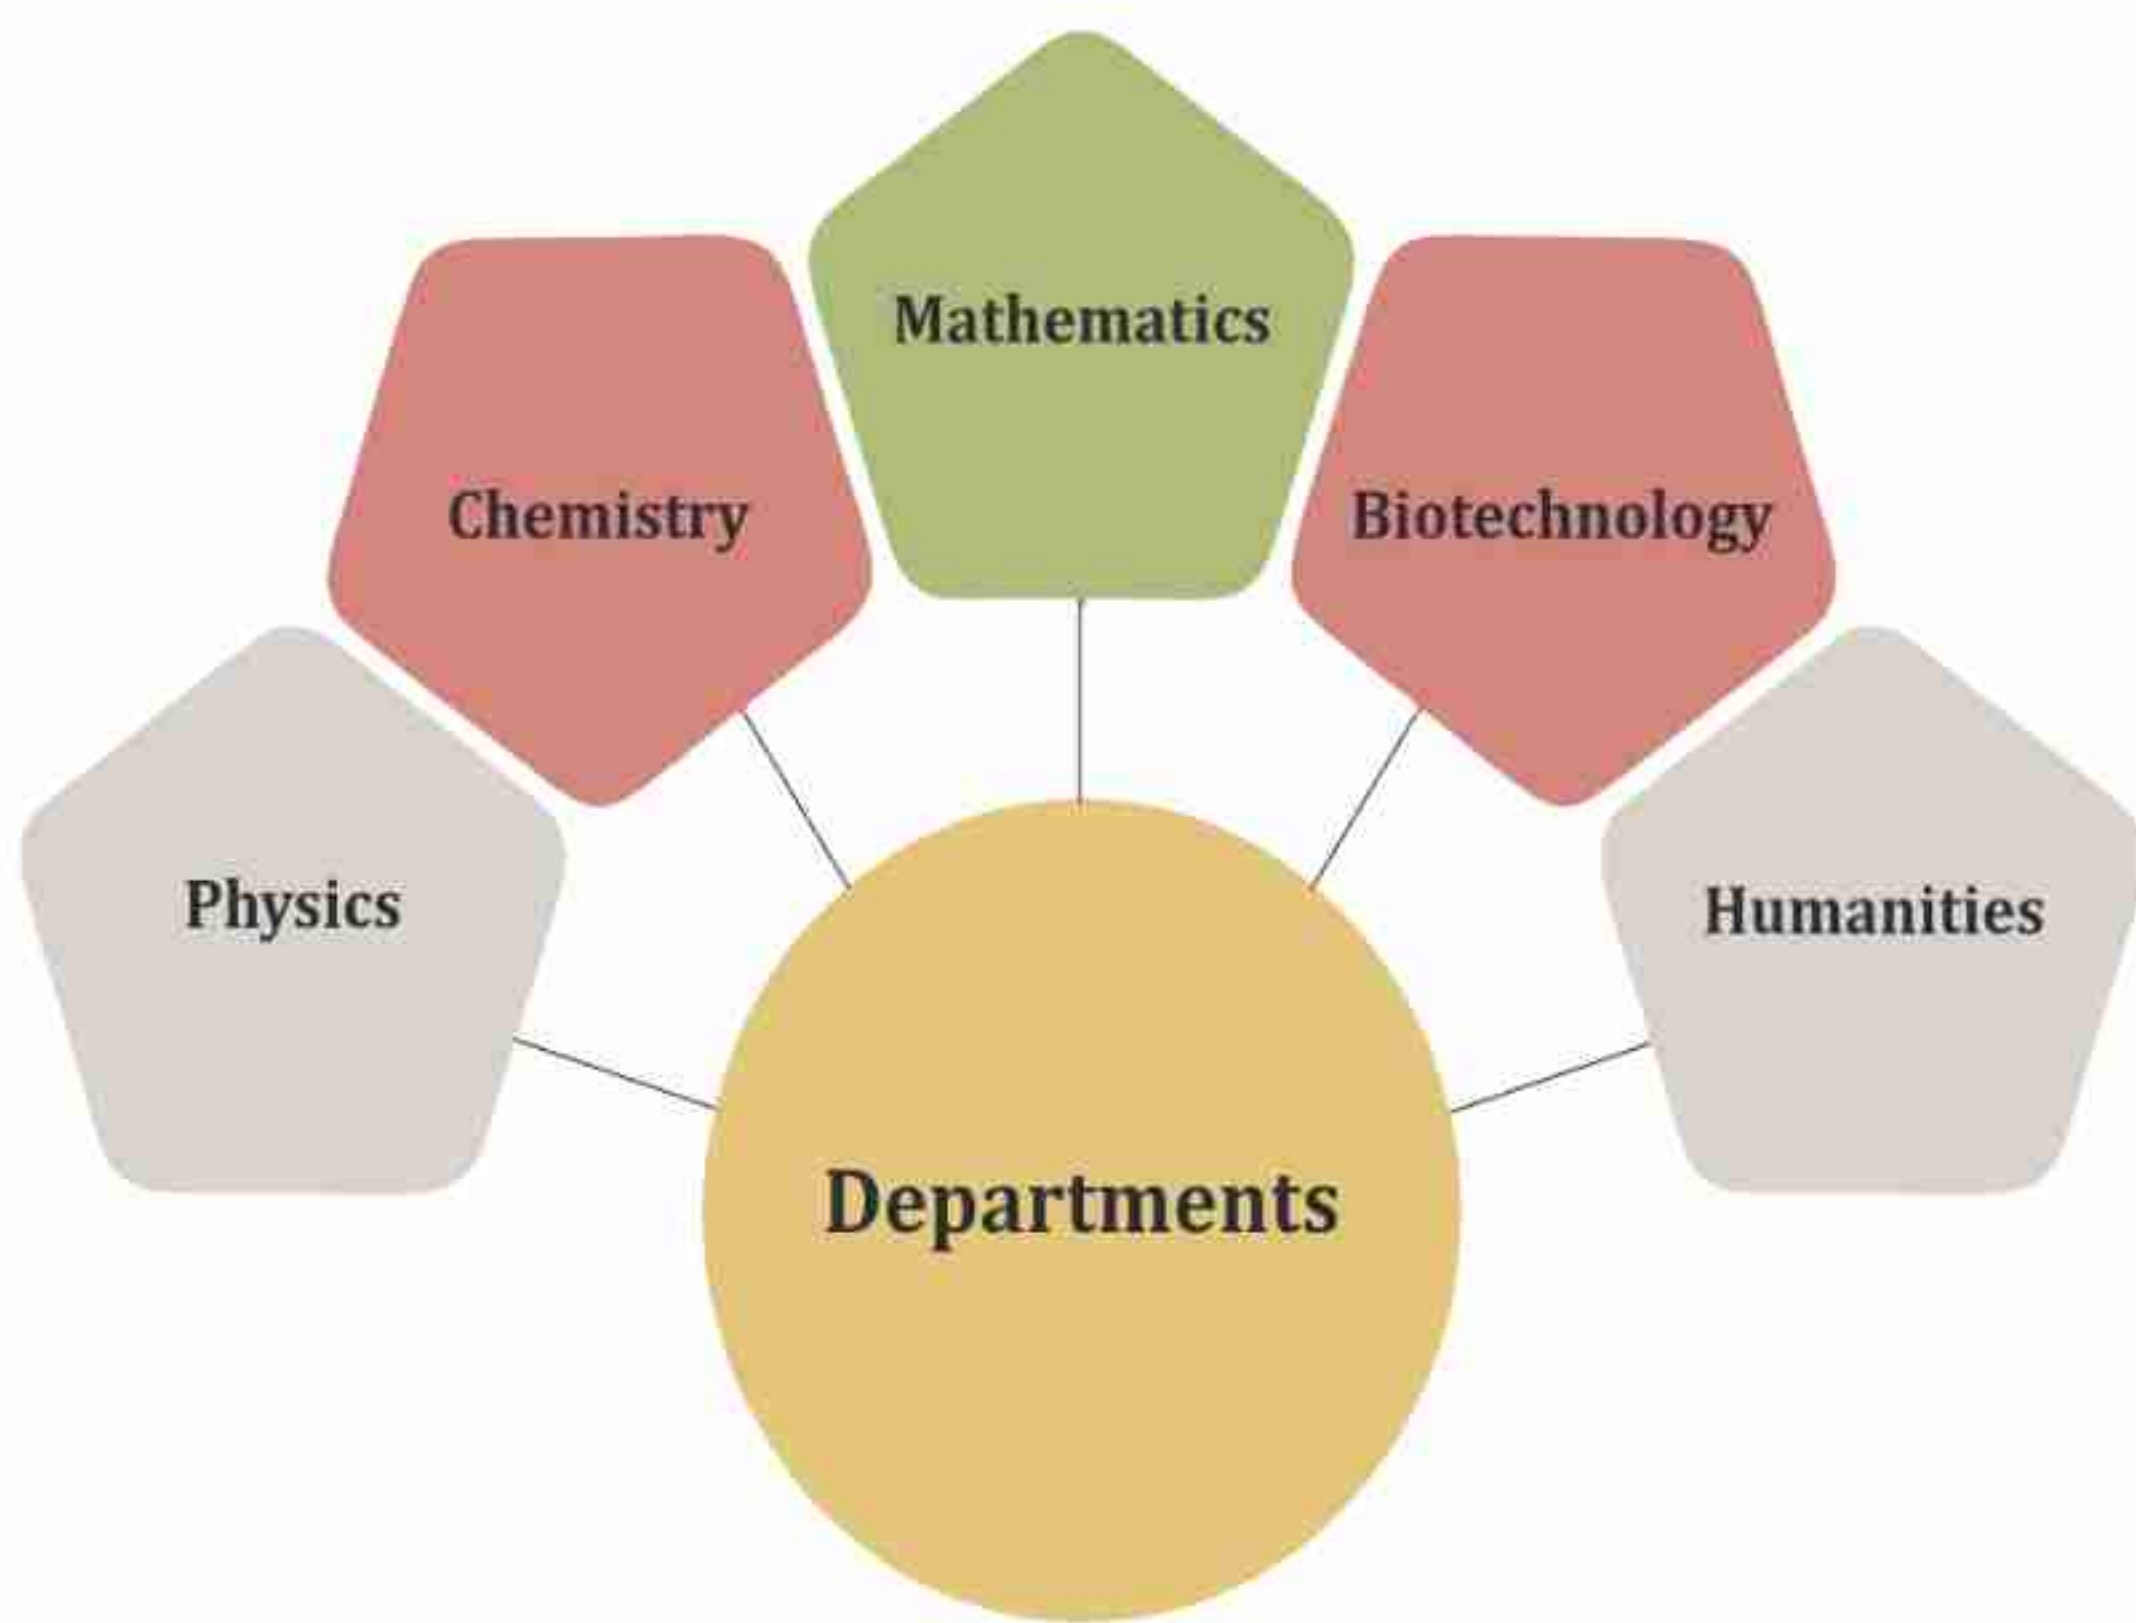 Mathematics
Chemistry
Biotechnology
Physics
Humanities
Departments